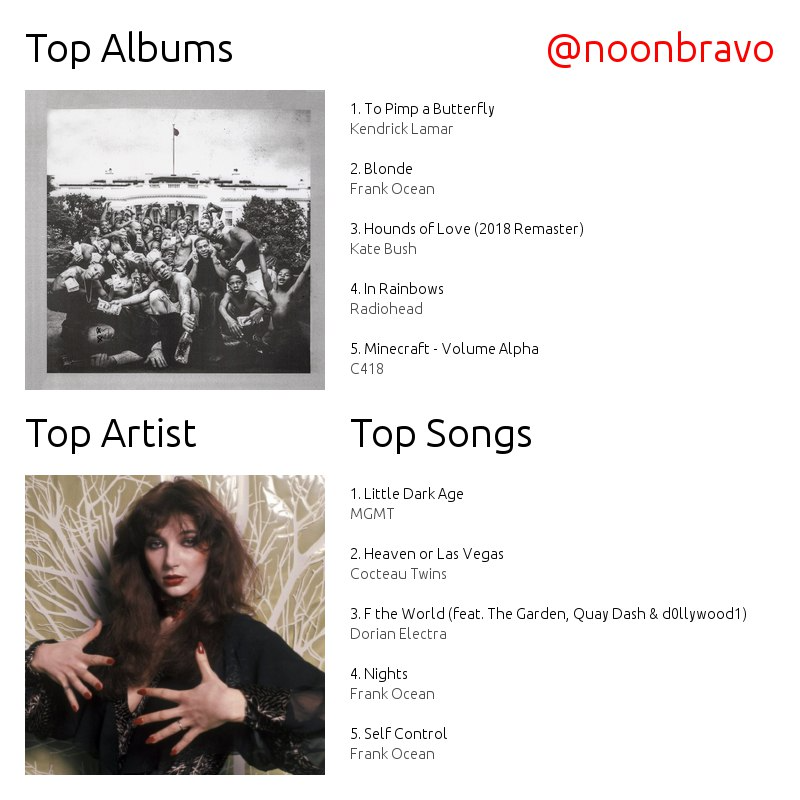 Top Albums
@noonbravo
1. To Pimp a Butterfly
Kendrick Lamar
2. Blonde
Frank Ocean
3. Hounds of Love (2018 Remaster)
Kate Bush
4. In Rainbows
Radiohead
5. Minecraft - Volume Alpha
C418
Top Artist
Top Songs
1. Little Dark Age
MGMT
2. Heaven or Las Vegas
Cocteau Twins
3. F the World (feat. The Garden, Quay Dash & d0llywood1)
Dorian Electra
4. Nights
Frank Ocean
5. Self Control
Frank Ocean